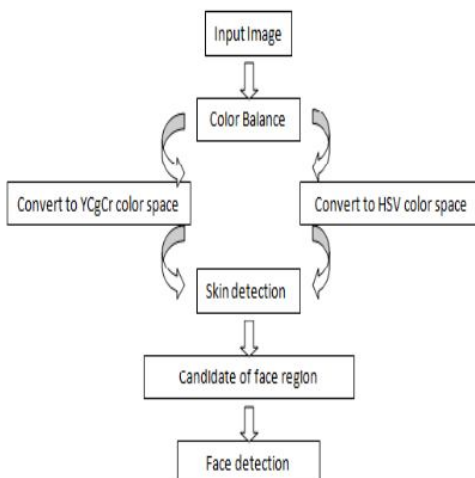 Input Image
Color Balance
Convert to YCgCr color space
Convert to HSV color space
Skin detection
Candidate of face region
Face detection